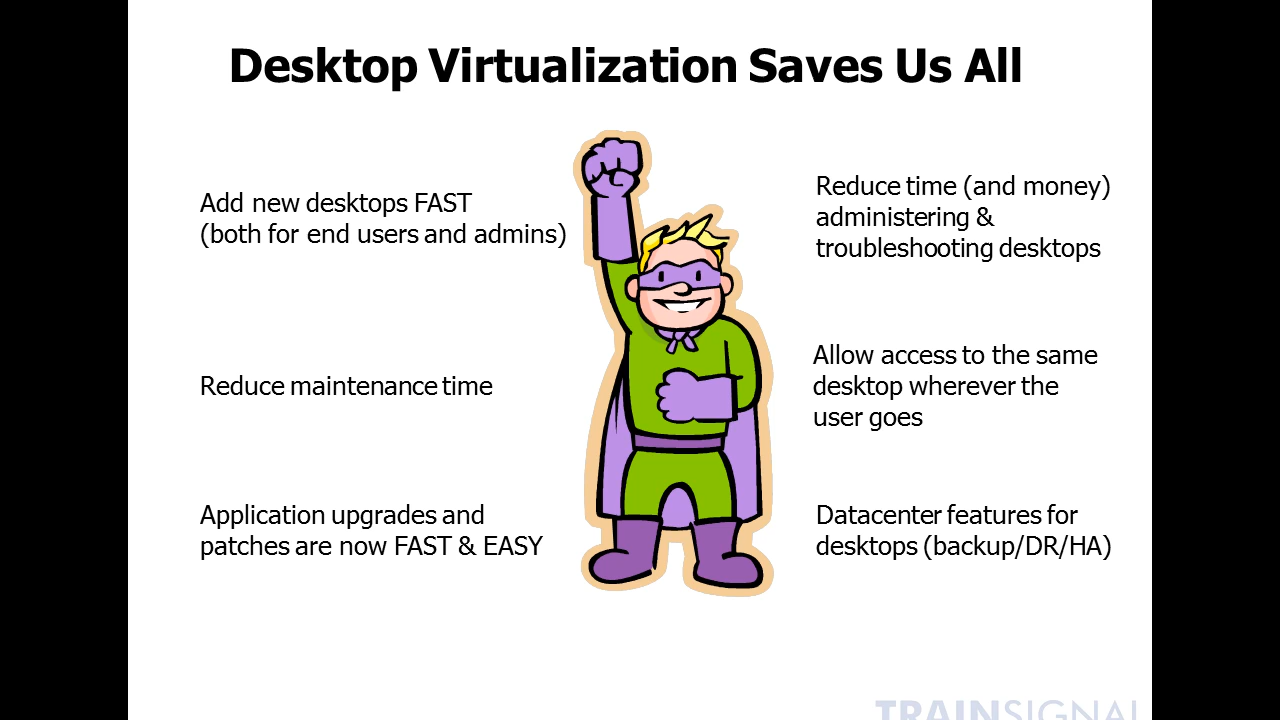 Desktop Virtualization Saves Us All
Add new desktops FAST
(both for end users and admins)
Reduce maintenance time
Application upgrades and
patches are now FAST & EASY
Reduce time (and money)
administering &
troubleshooting desktops
Allow access to the same
desktop wherever the
user goes
Datacenter features for
desktops (backup/DR/HA)
TRAINSIGNAL